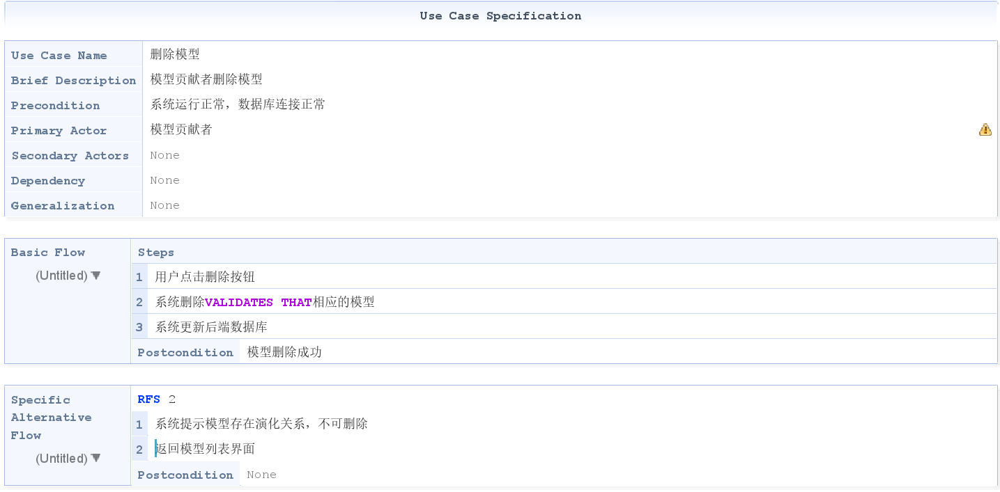 Use Case Specification
Use Case Name 删除模型
Brief Description 模型贡献者删除模型
Precondition 系统运行正常，数据库连接正常
Primary Actor 模型贡献者
Secondary Actors None
Dependency None
Generalization None
Basic Flow Steps
(Untitled) ▼
1 用户点击删除按钮
2 系统删除VALIDATES THAT相应的模型
3 系统更新后端数据库
Postcondition 模型删除成功
Specific
Alternative
Flow
(Untitled) ▼
RFS 2
1 系统提示模型存在演化关系，不可删除
2 返回模型列表界面
Postcondition None